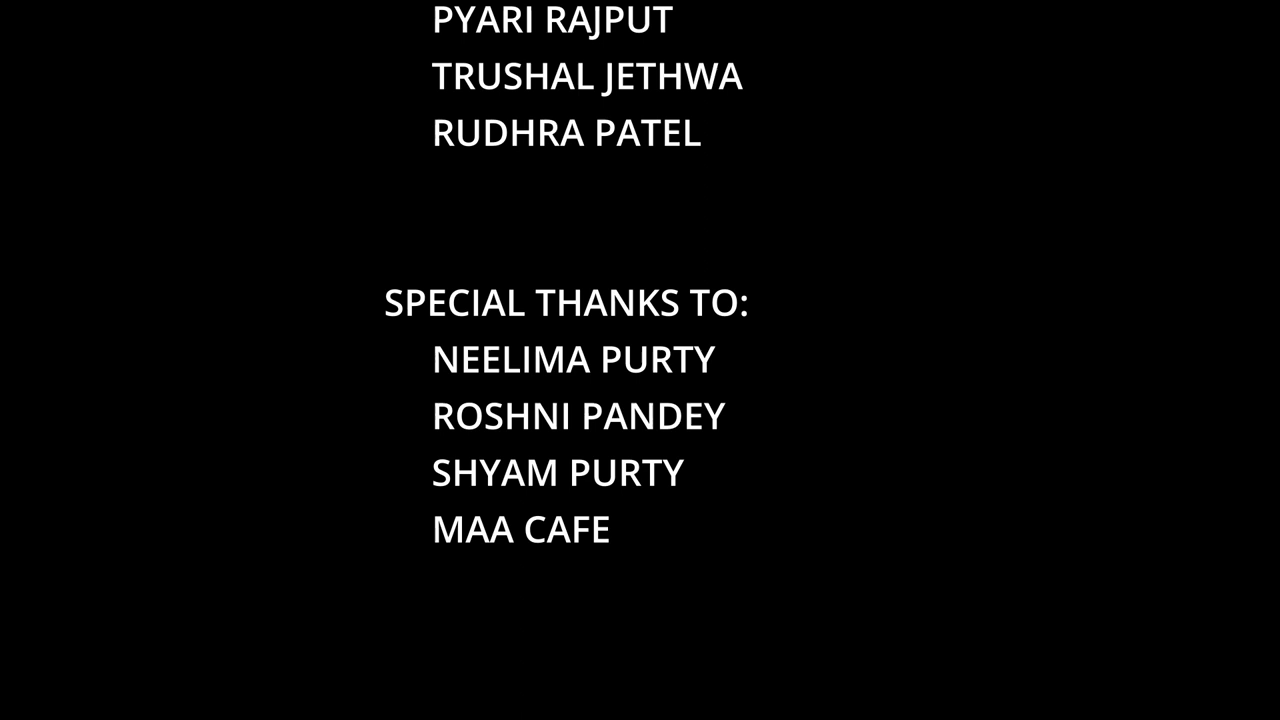 PYARI RAJPUT
TRUSHAL JETHWA
RUDHRA PATEL
SPECIAL THANKS TO:
NEELIMA PURTY
ROSHNI PANDEY
SHYAM PURTY
MAA CAFE